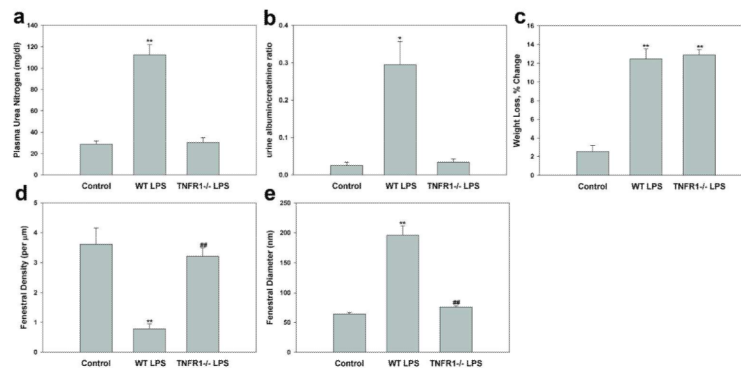 a
Plasma Urea Nitrogen (mg/dl)
140
120
100
80
60
40
20
0
**
Control WT LPS TNFR1-/- LPS
b
urine albumin/creatinine ratio
0.4
0.3
0.2
0.1
0.0
*
Control WT LPS TNFR1-/- LPS
c
Weight Loss, % Change
16
14
12
10
8
6
4
2
0
** **
Control WT LPS TNFR1-/- LPS
d
Fenestral Density (per µm)
5
4
3
2
1
0
**
##
Control WT LPS TNFR1-/- LPS
e
Fenestral Diameter (nm)
250
200
150
100
50
0
**
##
Control WT LPS TNFR1-/- LPS